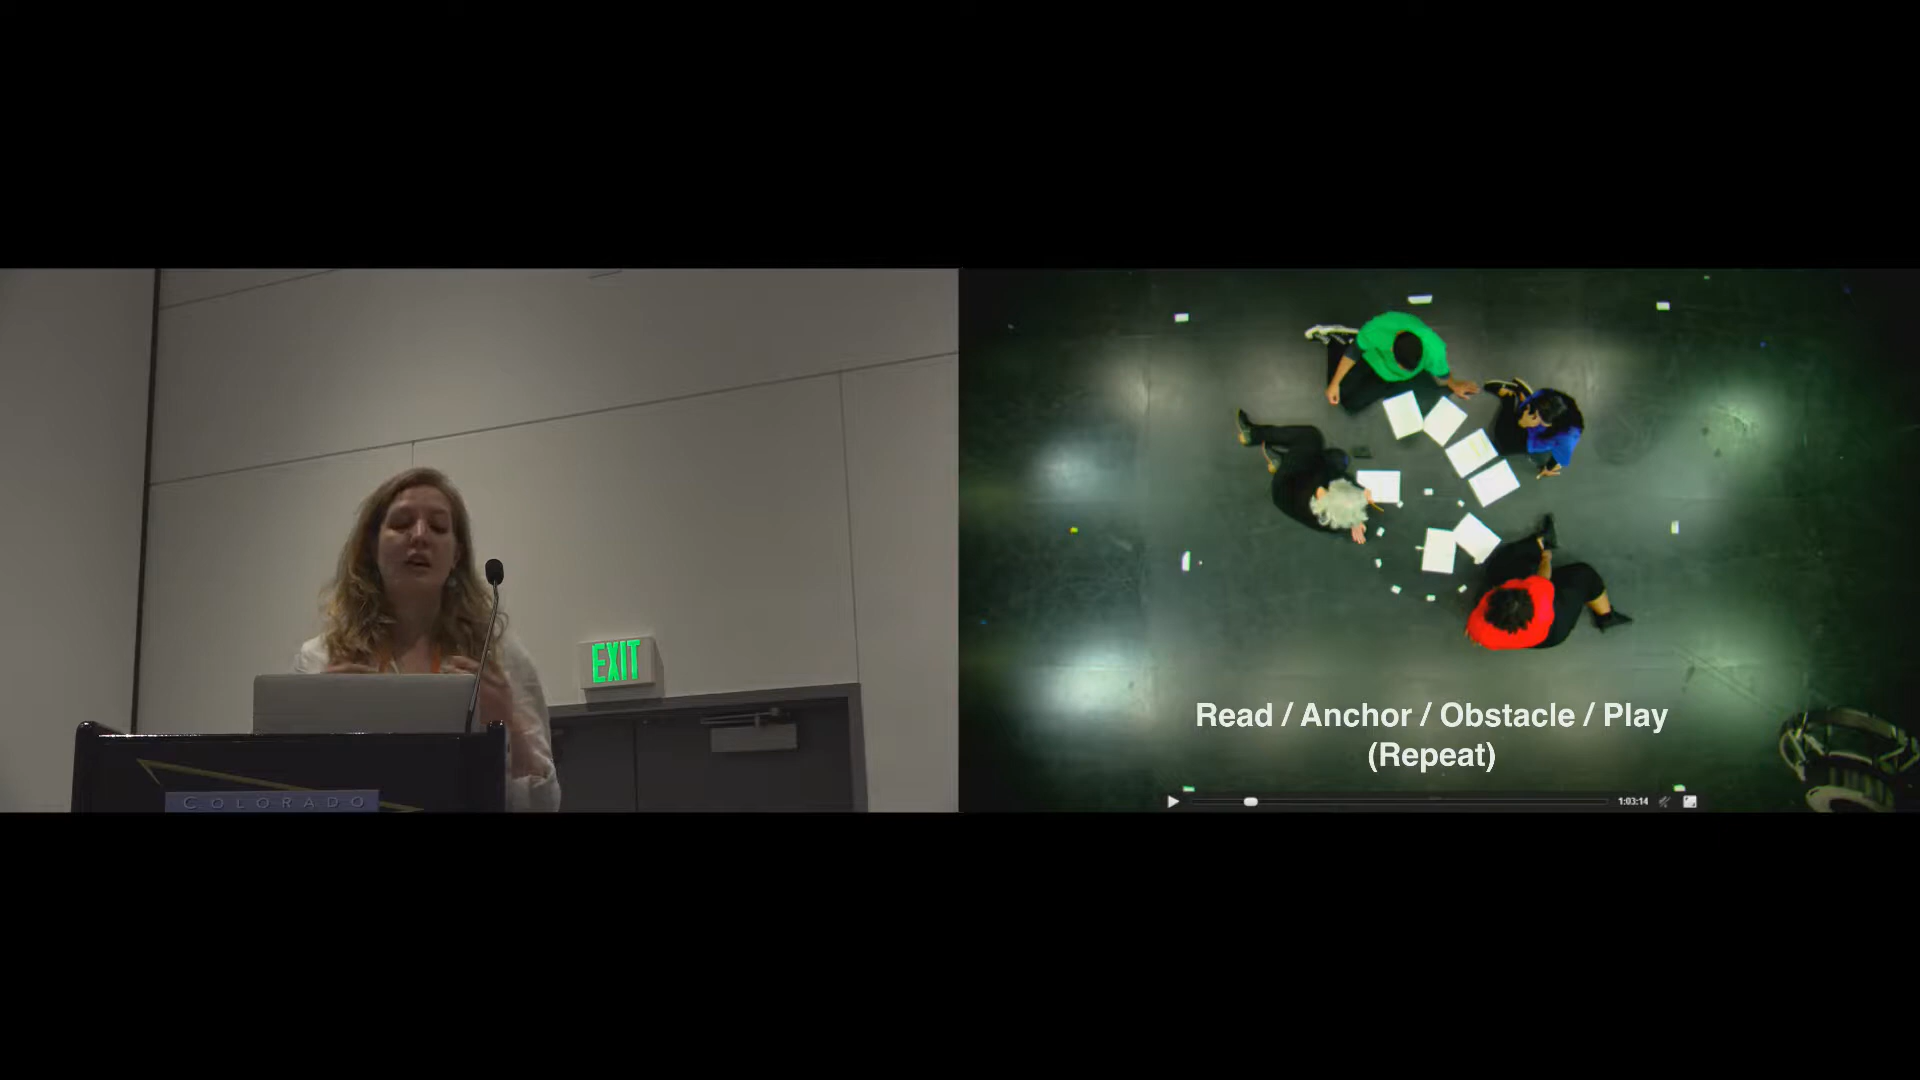 EXIT
COLORADO
Read / Anchor / Obstacle / Play
(Repeat)
1:03:14